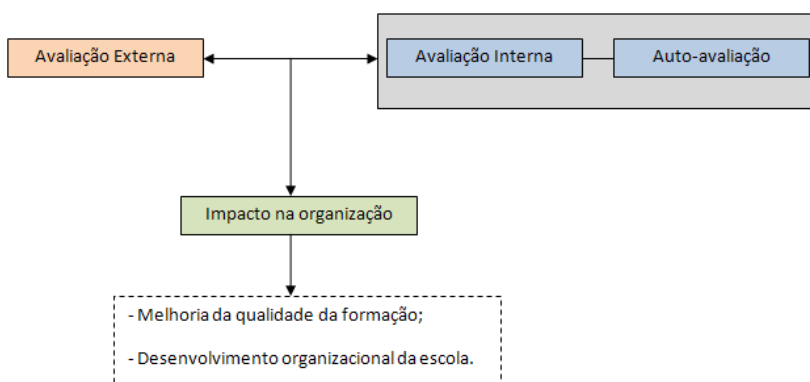 Avaliação Externa
Avaliação Interna
Auto-avaliação
Impacto na organização
- Melhoria da qualidade da formação;
- Desenvolvimento organizacional da escola.